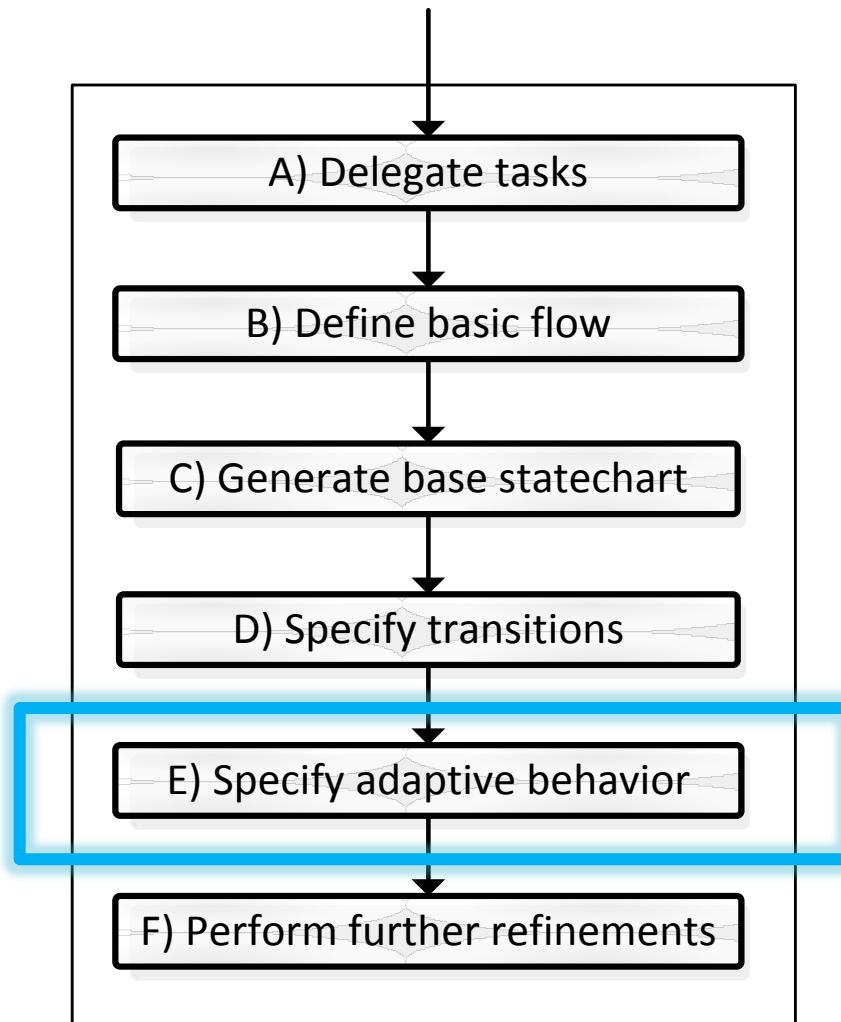 A) Delegate tasks
B) Define basic flow
C) Generate base statechart
D) Specify transitions
E) Specify adaptive behavior
F) Perform further refinements